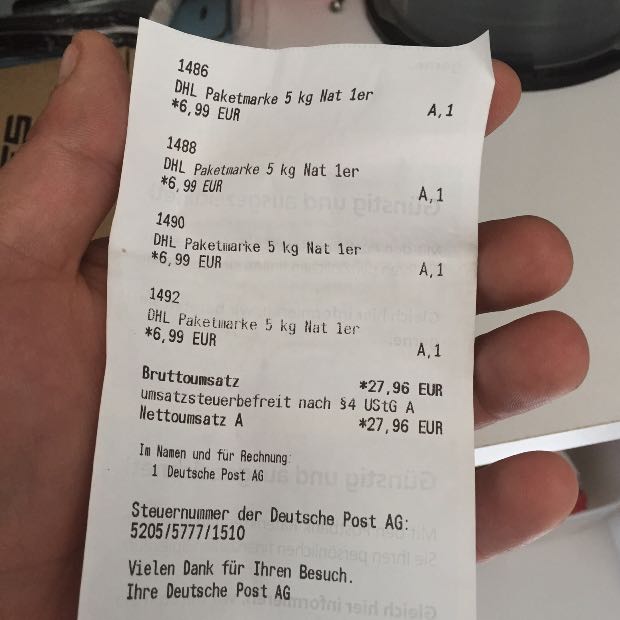 1486
DHL Paketmarke 5 kg Nat 1er
*6,99 EUR A,1
1488
DHL Paketmarke 5 kg Nat 1er
*6,99 EUR A,1
1490
DHL Paketmarke 5 kg Nat 1er
*6,99 EUR A,1
1492
DHL Paketmarke 5 kg Nat 1er
*6,99 EUR A,1
Bruttoumsatz *27,96 EUR
umsatzsteuerbefreit nach §4 UStG A
Nettoumsatz A *27,96 EUR
Im Namen und für Rechnung:
1 Deutsche Post AG
Steuernummer der Deutsche Post AG:
5205/5777/1510
Vielen Dank für Ihren Besuch.
Ihre Deutsche Post AG